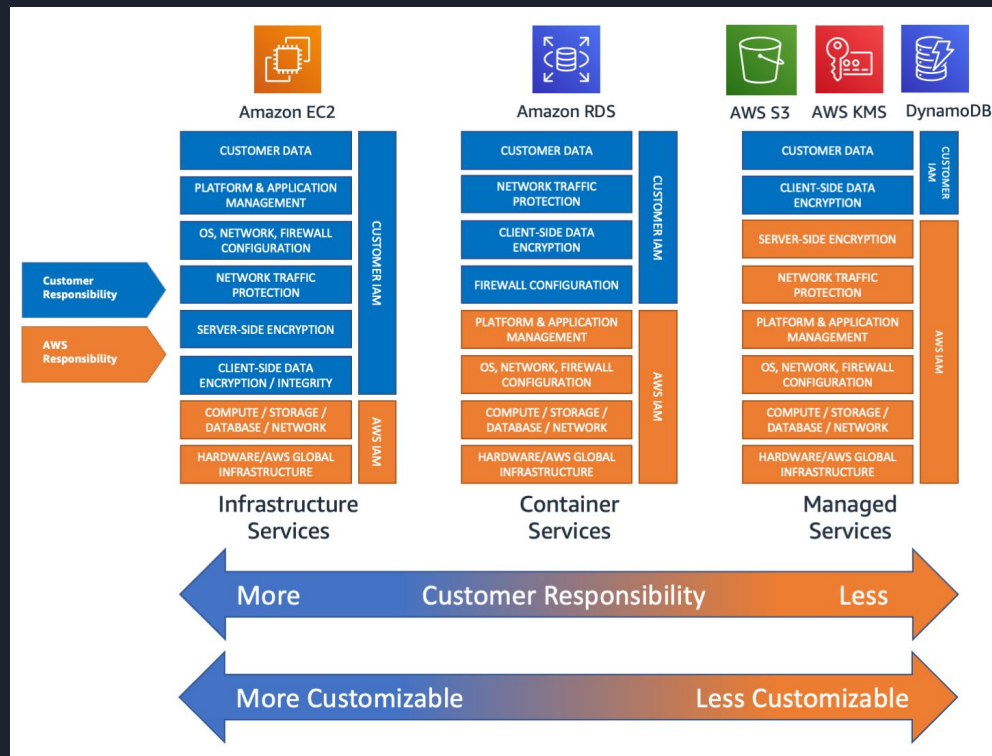 Amazon EC2
CUSTOMER DATA
PLATFORM & APPLICATION
MANAGEMENT
OS, NETWORK, FIREWALL
CONFIGURATION
NETWORK TRAFFIC
PROTECTION
SERVER-SIDE ENCRYPTION
CLIENT-SIDE DATA
ENCRYPTION / INTEGRITY
COMPUTE / STORAGE /
DATABASE / NETWORK
HARDWARE/AWS GLOBAL
INFRASTRUCTURE
CUSTOMER IAM
AWS IAM
Infrastructure
Services
Customer
Responsibility
AWS
Responsibility
Amazon RDS
CUSTOMER DATA
NETWORK TRAFFIC
PROTECTION
CLIENT-SIDE DATA
ENCRYPTION
FIREWALL CONFIGURATION
PLATFORM & APPLICATION
MANAGEMENT
OS, NETWORK, FIREWALL
CONFIGURATION
COMPUTE / STORAGE /
DATABASE / NETWORK
HARDWARE/AWS GLOBAL
INFRASTRUCTURE
CUSTOMER IAM
AWS IAM
Container
Services
AWS S3
AWS KMS
DynamoDB
CUSTOMER DATA
CLIENT-SIDE DATA
ENCRYPTION
SERVER-SIDE ENCRYPTION
NETWORK TRAFFIC
PROTECTION
PLATFORM & APPLICATION
MANAGEMENT
OS, NETWORK, FIREWALL
CONFIGURATION
COMPUTE / STORAGE /
DATABASE / NETWORK
HARDWARE/AWS GLOBAL
INFRASTRUCTURE
CUSTOMER
IAM
AWS IAM
Managed
Services
More Customer Responsibility Less
More Customizable Less Customizable